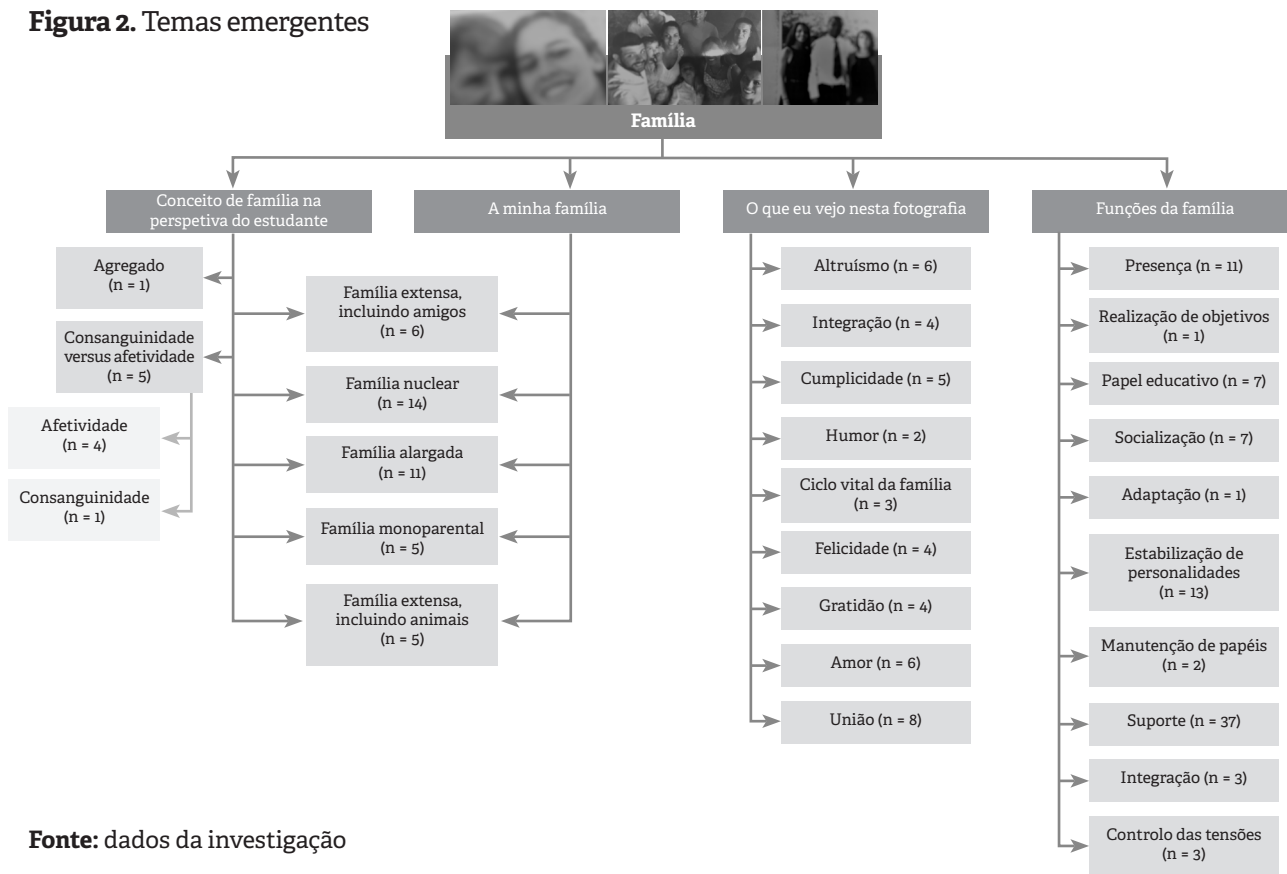 Figura 2. Temas emergentes
Família
Conceito de família na
perspetiva do estudante
Agregado
(n = 1)
Consanguinidade
versus afetividade
(n = 5)
Afetividade
(n = 4)
Consanguinidade
(n = 1)
A minha família
Família extensa,
incluindo amigos
(n = 6)
Família nuclear
(n = 14)
Família alargada
(n = 11)
Família monoparental
(n = 5)
Família extensa,
incluindo animais
(n = 5)
O que eu vejo nesta fotografia
Altruísmo (n = 6)
Integração (n = 4)
Cumplicidade (n = 5)
Humor (n = 2)
Ciclo vital da família
(n = 3)
Felicidade (n = 4)
Gratidão (n = 4)
Amor (n = 6)
União (n = 8)
Funções da família
Presença (n = 11)
Realização de objetivos
(n = 1)
Papel educativo (n = 7)
Socialização (n = 7)
Adaptação (n = 1)
Estabilização de
personalidades
(n = 13)
Manutenção de papéis
(n = 2)
Suporte (n = 37)
Integração (n = 3)
Controlo das tensões
(n = 3)
Fonte: dados da investigação